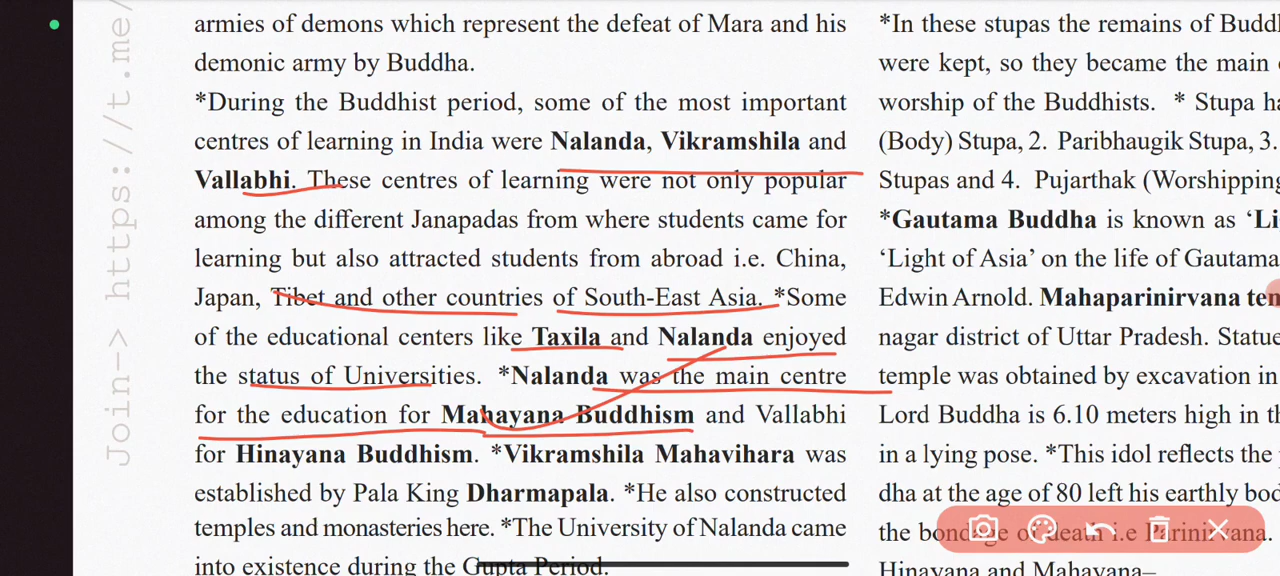 Join-> https://t.me/
armies of demons which represent the defeat of Mara and his
demonic army by Buddha.
*During the Buddhist period, some of the most important
centres of learning in India were Nalanda, Vikramshila and
Vallabhi. These centres of learning were not only popular
among the different Janapadas from where students came for
learning but also attracted students from abroad i.e. China,
Japan, Tibet and other countries of South-East Asia. *Some
of the educational centers like Taxila and Nalanda enjoyed
the status of Universities. *Nalanda was the main centre
for the education for Mahayana Buddhism and Vallabhi
for Hinayana Buddhism. *Vikramshila Mahavihara was
established by Pala King Dharmapala. *He also constructed
temples and monasteries here. *The University of Nalanda came
into existence during the Gupta Period.
*In these stupas the remains of Budd
were kept, so they became the main
worship of the Buddhists. * Stupa ha
(Body) Stupa, 2. Paribhaugik Stupa, 3.
Stupas and 4. Pujarthak (Worshipping
*Gautama Buddha is known as ‘Li
‘Light of Asia’ on the life of Gautama
Edwin Arnold. Mahaparinirvana ten
nagar district of Uttar Pradesh. Statue
temple was obtained by excavation in
Lord Buddha is 6.10 meters high in th
in a lying pose. *This idol reflects the
dha at the age of 80 left his earthly bod
the bondage of death i.e Parinirvana.
Hinayana and Mahayana–